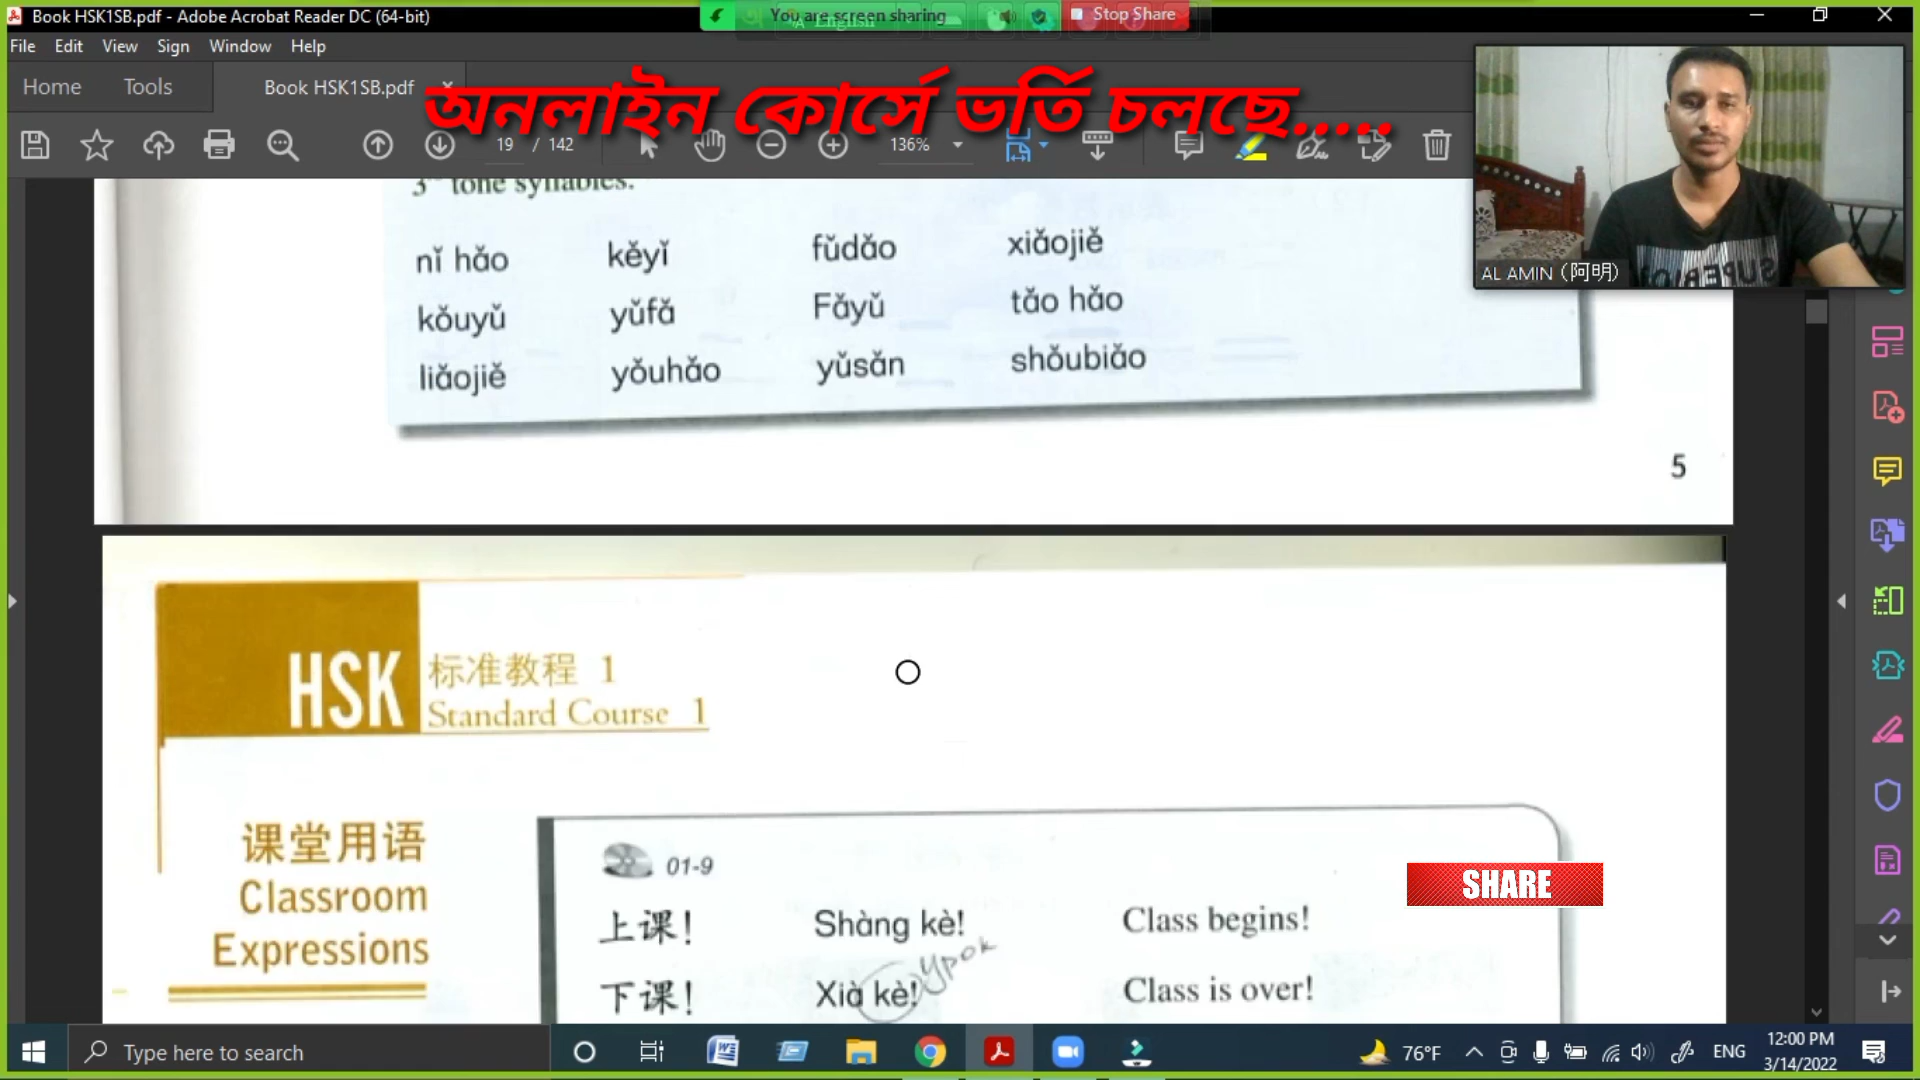 Book HSK1SB.pdf - Adobe Acrobat Reader DC (64-bit)
You are screen sharing
Stop Share
File Edit View Sign Window Help
Home Tools Book HSK1SB.pdf
অনলাইন কোর্সে ভর্তি চলছে.....
19 / 142 136%
AL AMIN (阿明)
3rd tone syllables.
nǐ hǎo kěyǐ fǔdǎo xiǎojiě
kǒuyǔ yǔfǎ Fǎyǔ tǎo hǎo
liǎojiě yǒuhǎo yǔsǎn shǒubiǎo
5
HSK 标准教程 1
Standard Course 1
课堂用语
Classroom
Expressions
01-9
SHARE
上课! Shàng kè! Class begins!
урок
下课! Xià kè! Class is over!
Type here to search
76°F ENG
12:00 PM
3/14/2022